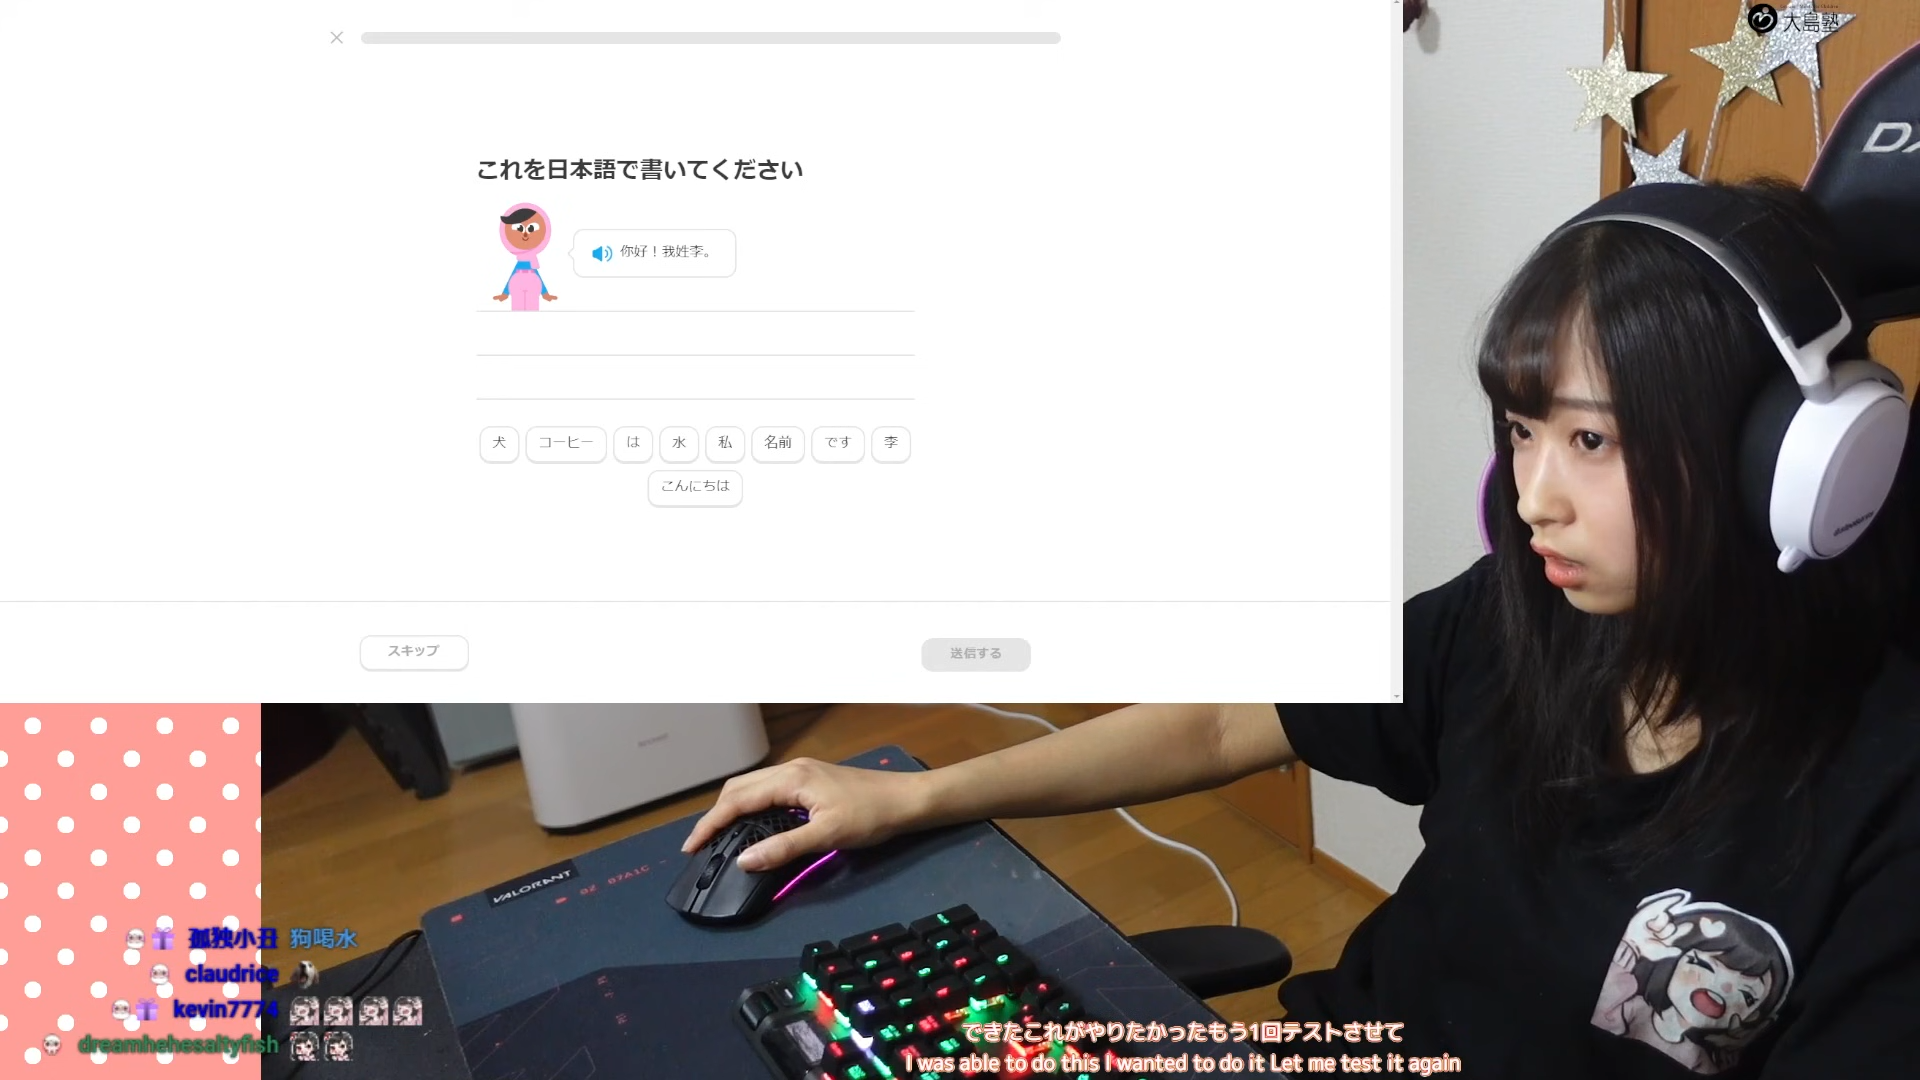 大島塾
これを日本語で書いてください
你好！我姓李。
犬 コーヒー は 水 私 名前 です 李
こんにちは
スキップ 送信する
VALORANT
孤独小丑 狗喝水
claudrice
kevin7774
dreamhehesaltyfish
できたこれがやりたかったもう1回テストさせて
I was able to do this I wanted to do it Let me test it again